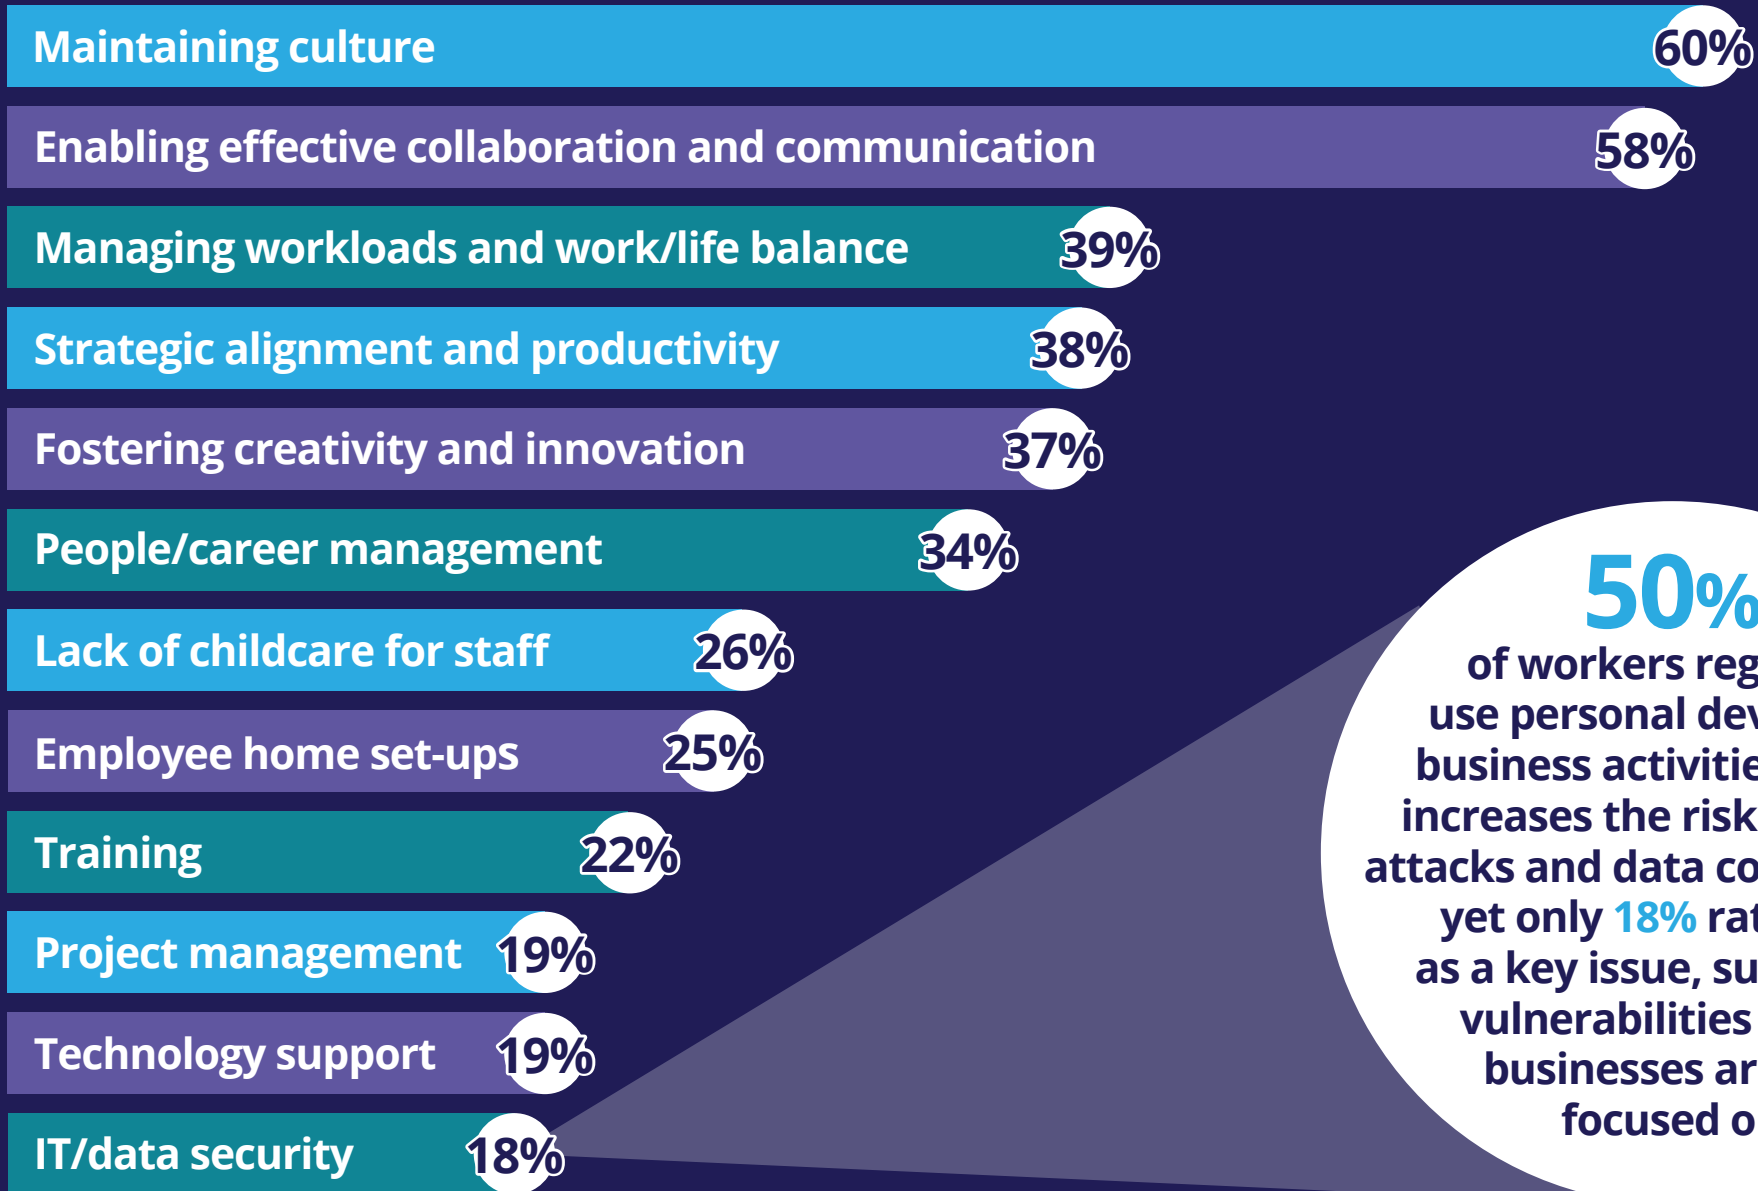 Maintaining culture 60%
Enabling effective collaboration and communication 58%
Managing workloads and work/life balance 39%
Strategic alignment and productivity 38%
Fostering creativity and innovation 37%
People/career management 34%
Lack of childcare for staff 26%
Employee home set-ups 25%
Training 22%
Project management 19%
Technology support 19%
IT/data security 18%
50%
of workers
use personal
business
increases the risk
attacks and data
yet only 18%
as a key issue,
vulnerabilities
businesses
focused